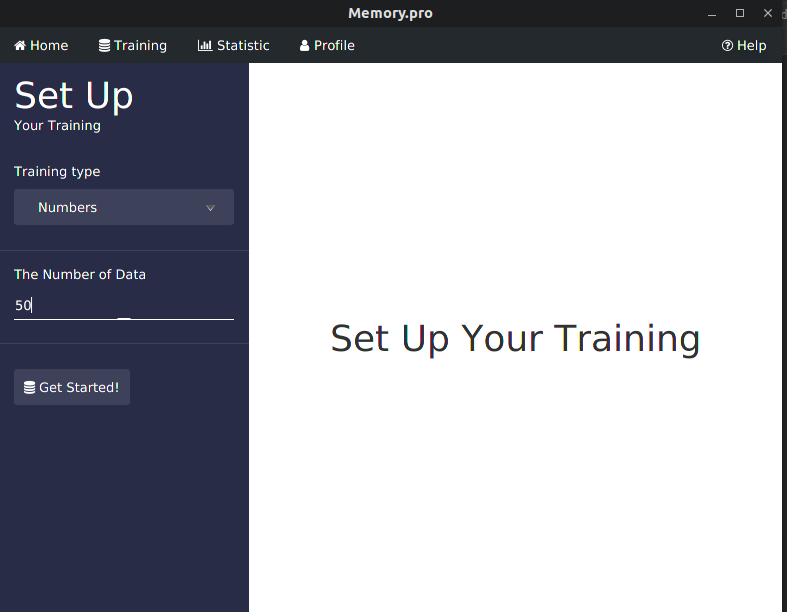 Memory.pro
Home Training Statistic Profile Help
Set Up
Your Training
Training type
Numbers
The Number of Data
50
Get Started!
Set Up Your Training